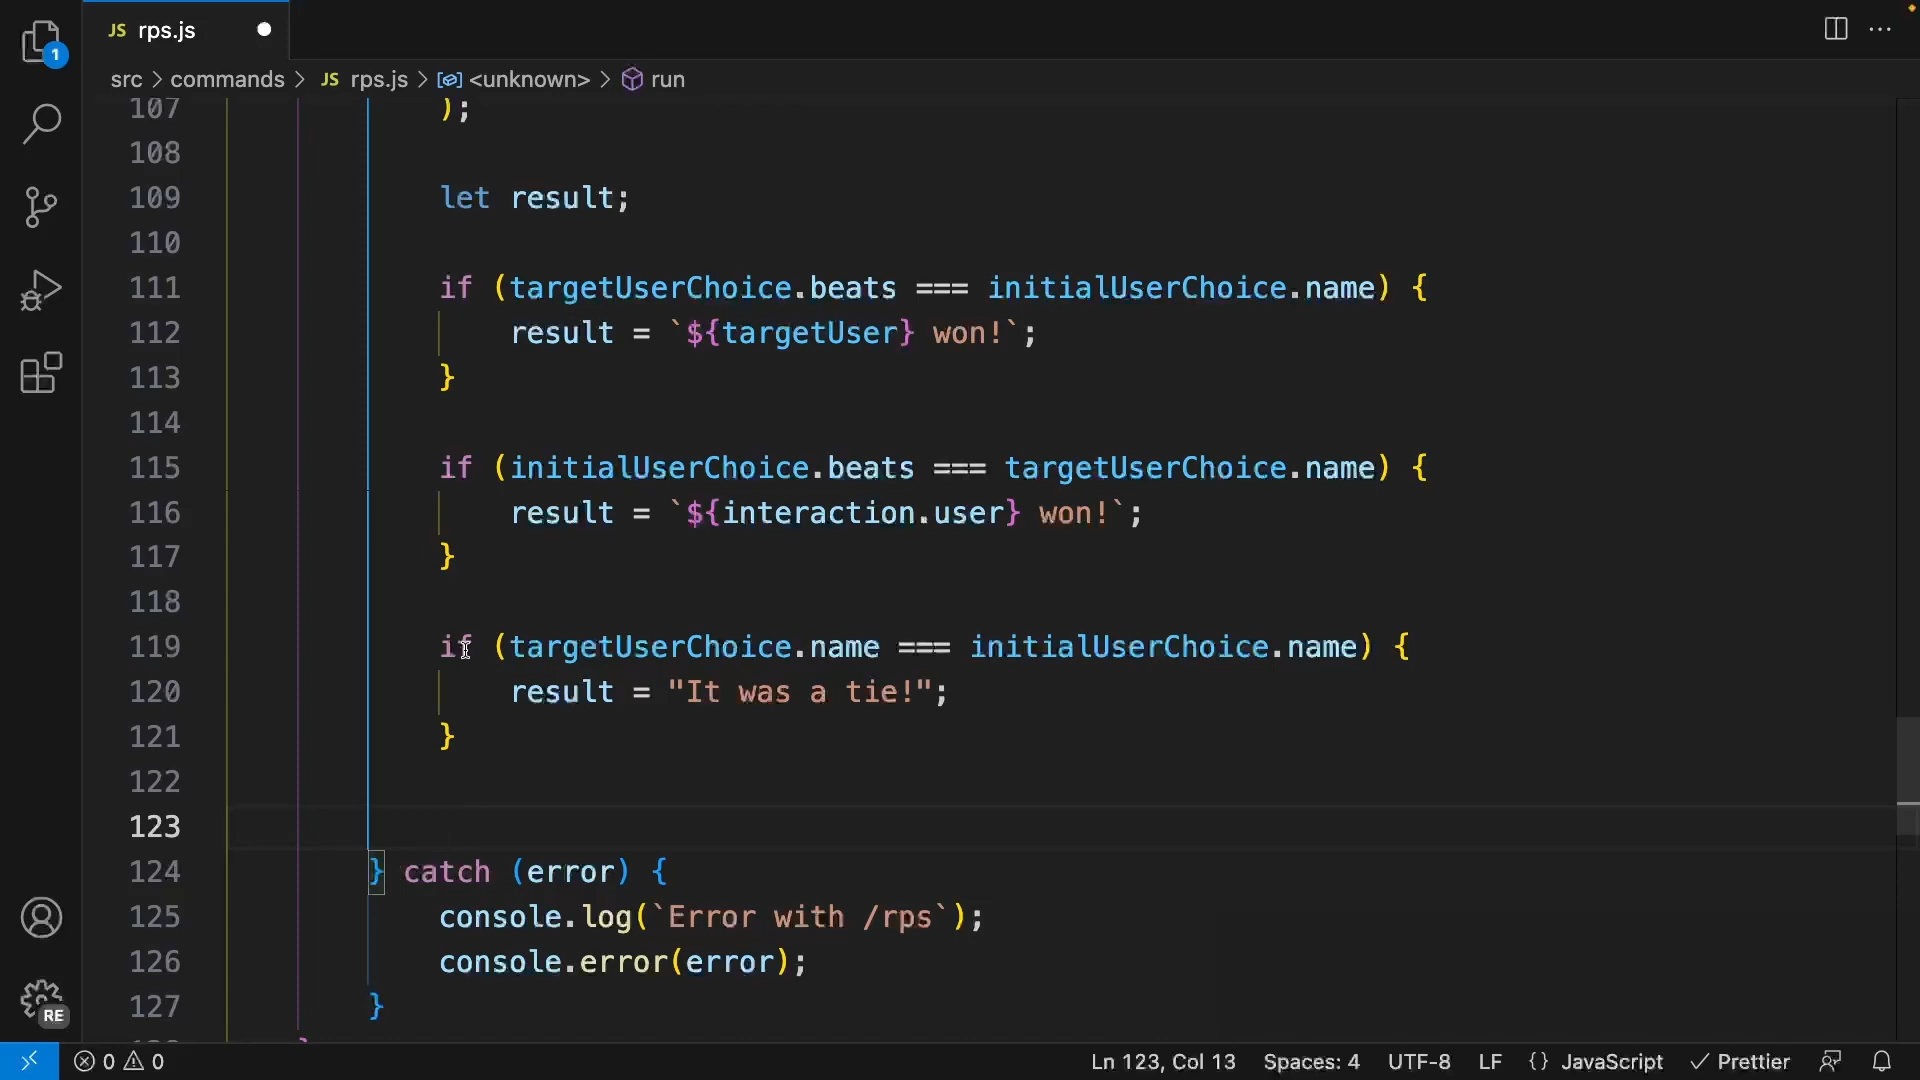 1
JS rps.js
src > commands > JS rps.js > <unknown> > run
107 );
108
109 let result;
110
111 if (targetUserChoice.beats === initialUserChoice.name) {
112 result = `${targetUser} won!`;
113 }
114
115 if (initialUserChoice.beats === targetUserChoice.name) {
116 result = `${interaction.user} won!`;
117 }
118
119 if (targetUserChoice.name === initialUserChoice.name) {
120 result = "It was a tie!";
121 }
122
123
124 } catch (error) {
125 console.log(`Error with /rps`);
126 console.error(error);
127 }
RE
0 0 Ln 123, Col 13 Spaces: 4 UTF-8 LF {} JavaScript Prettier